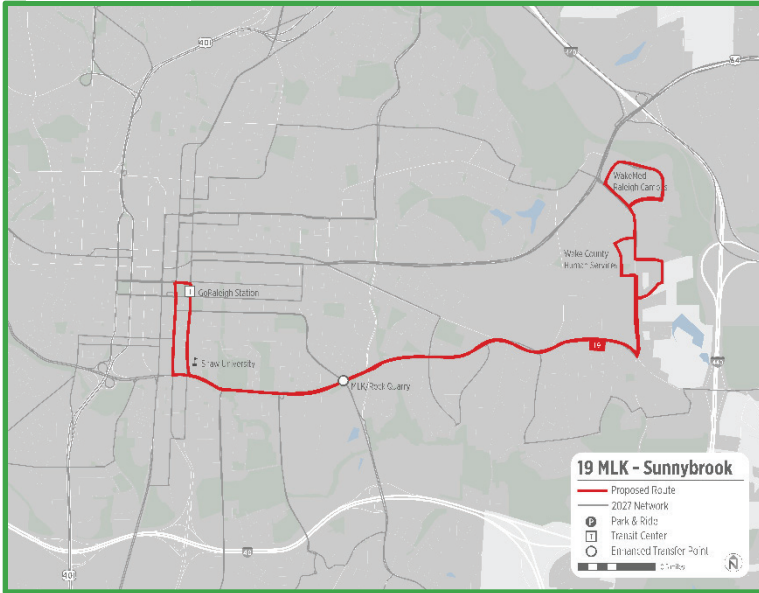 401
64
WakeMed
Raleigh Campus
Wake County
Human Services
T GoRaleigh Station
19
Shaw University
MLK/Rock Quarry
40
401
19 MLK - Sunnybrook
Proposed Route
2027 Network
P Park & Ride
T Transit Center
Enhanced Transfer Point
N